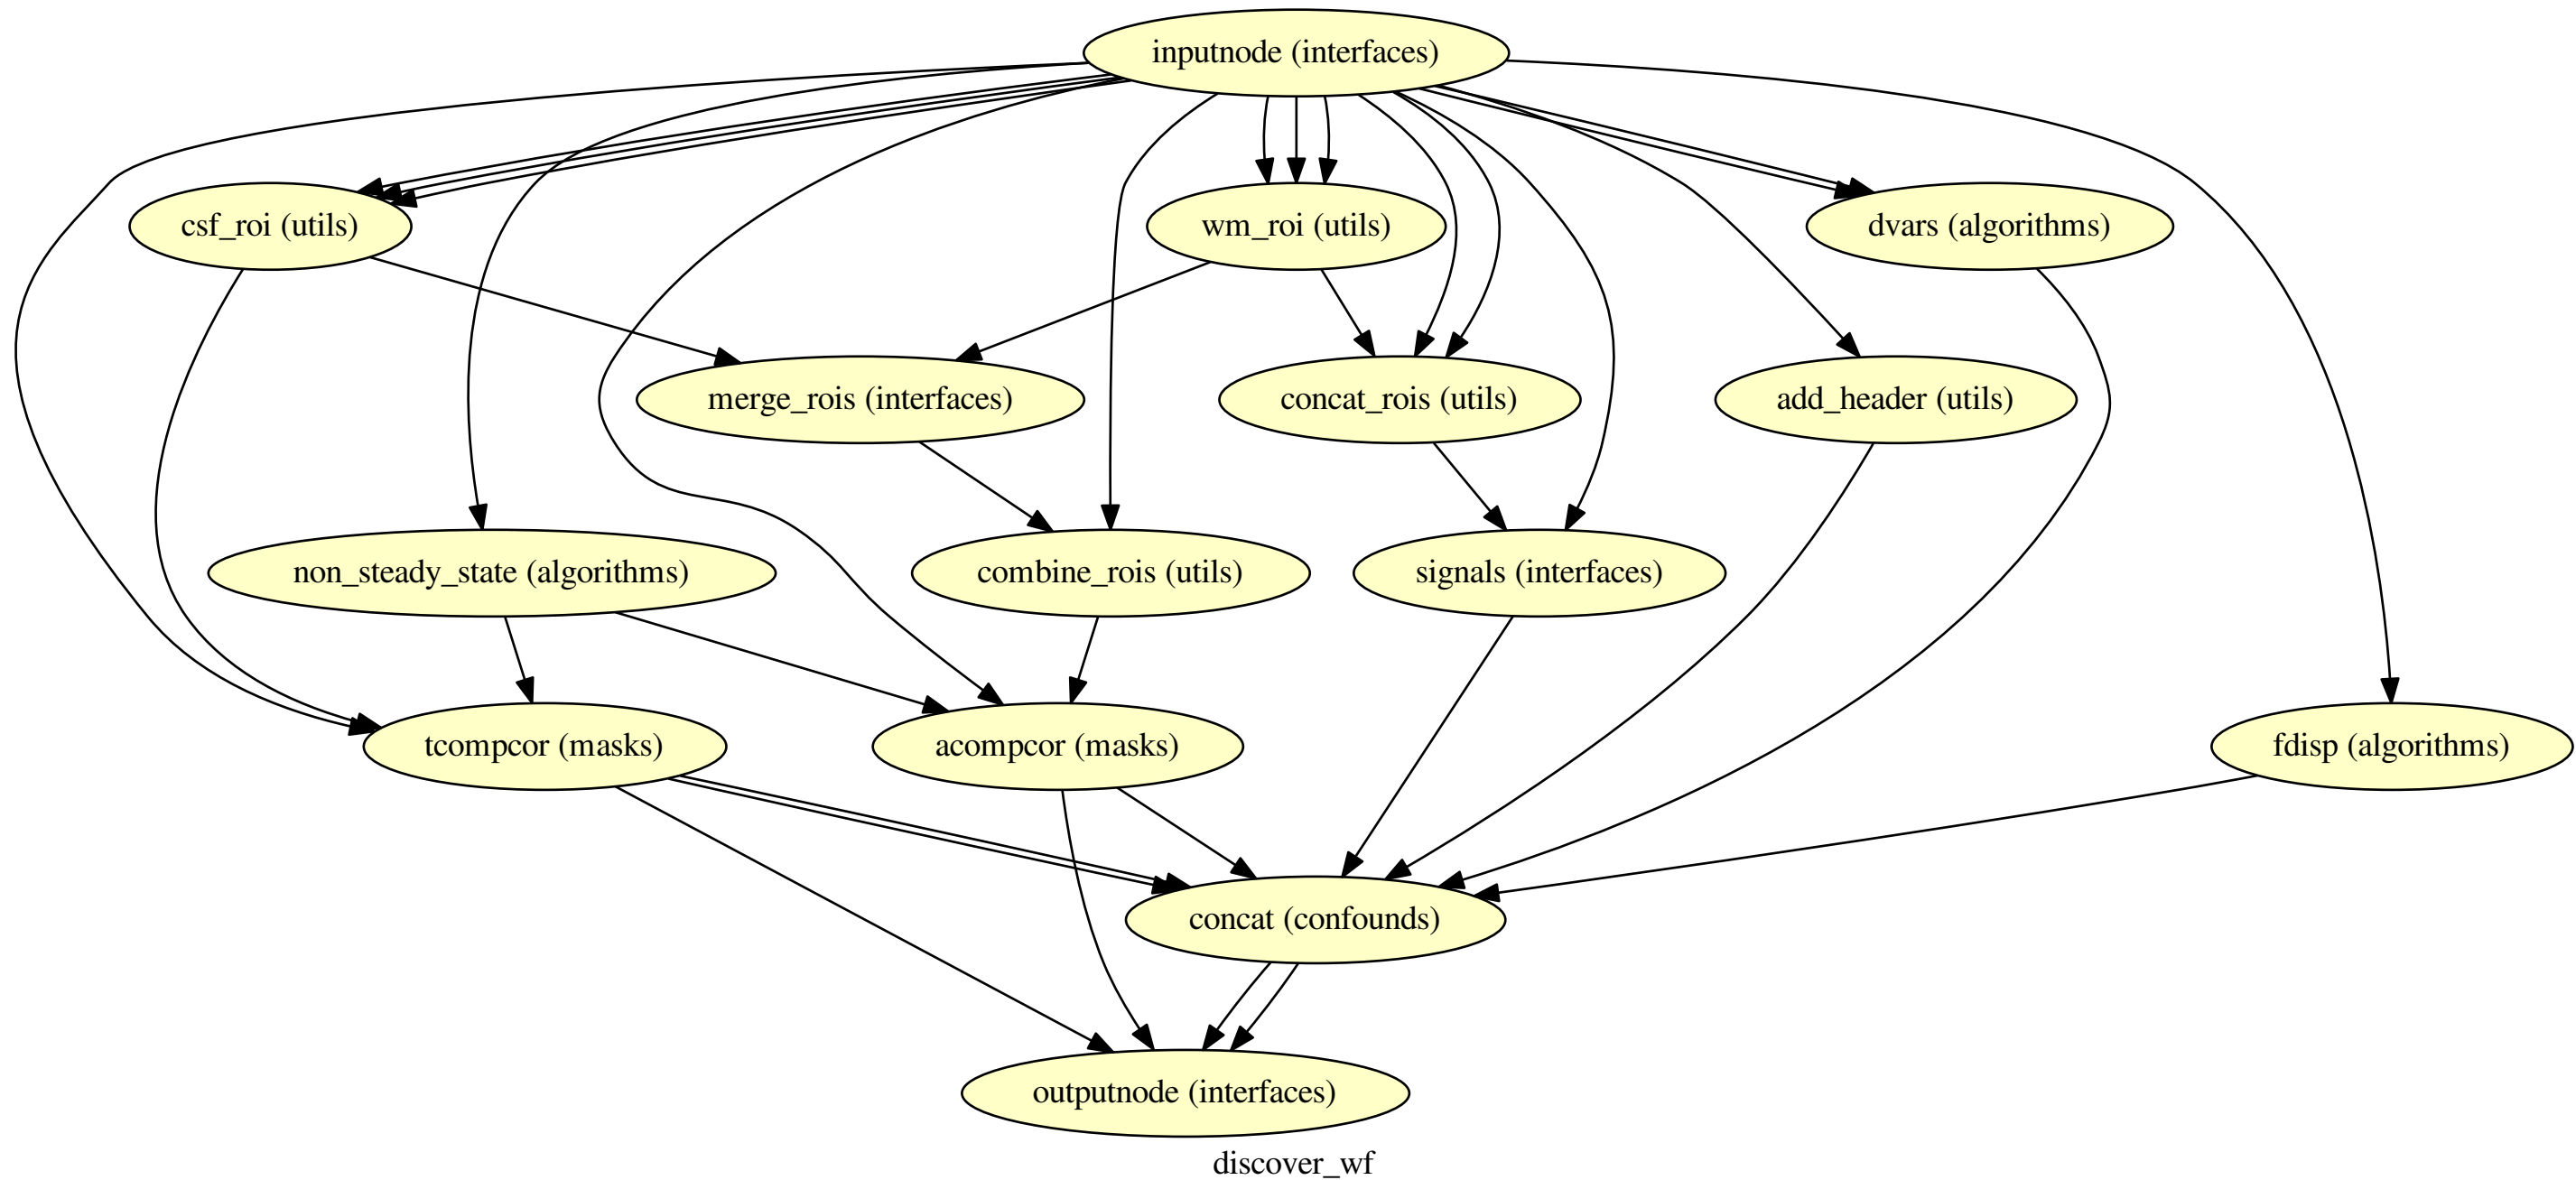 inputnode (interfaces)
csf_roi (utils)
wm_roi (utils)
dvars (algorithms)
merge_rois (interfaces)
concat_rois (utils)
add_header (utils)
non_steady_state (algorithms)
combine_rois (utils)
signals (interfaces)
tcompcor (masks)
acompcor (masks)
fdisp (algorithms)
concat (confounds)
outputnode (interfaces)
discover_wf